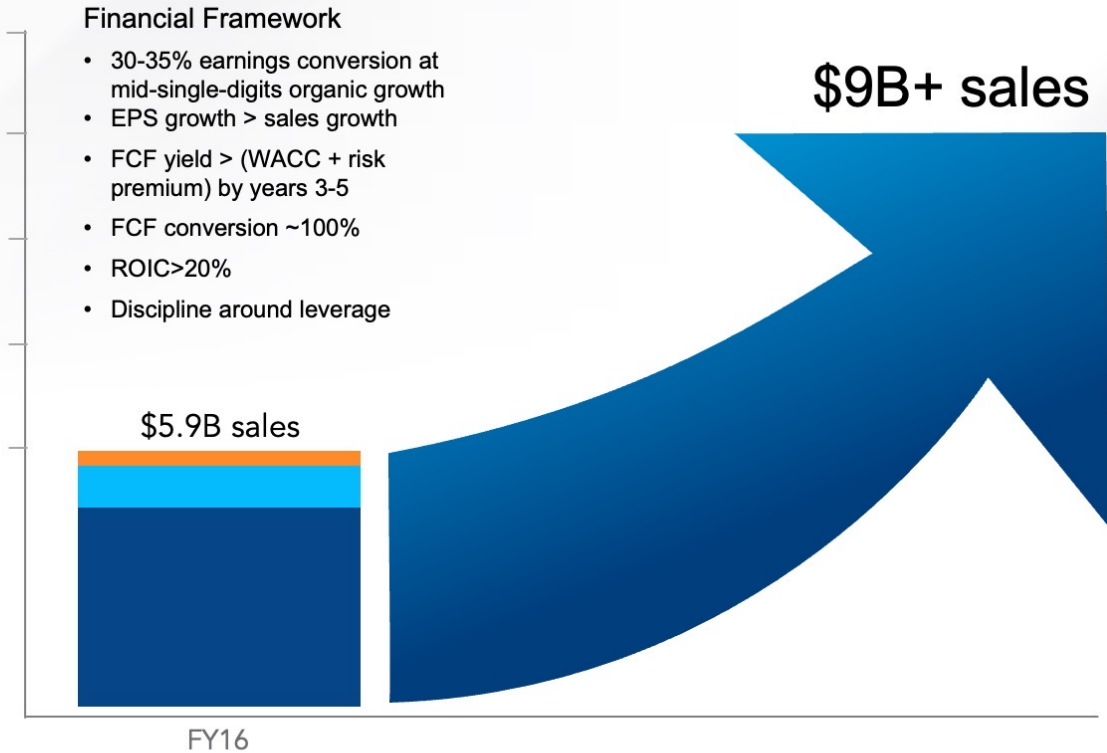 Financial Framework
• 30-35% earnings conversion at
mid-single-digits organic growth
• EPS growth > sales growth
• FCF yield > (WACC + risk
premium) by years 3-5
• FCF conversion ~100%
• ROIC>20%
• Discipline around leverage
$9B+ sales
$5.9B sales
FY16